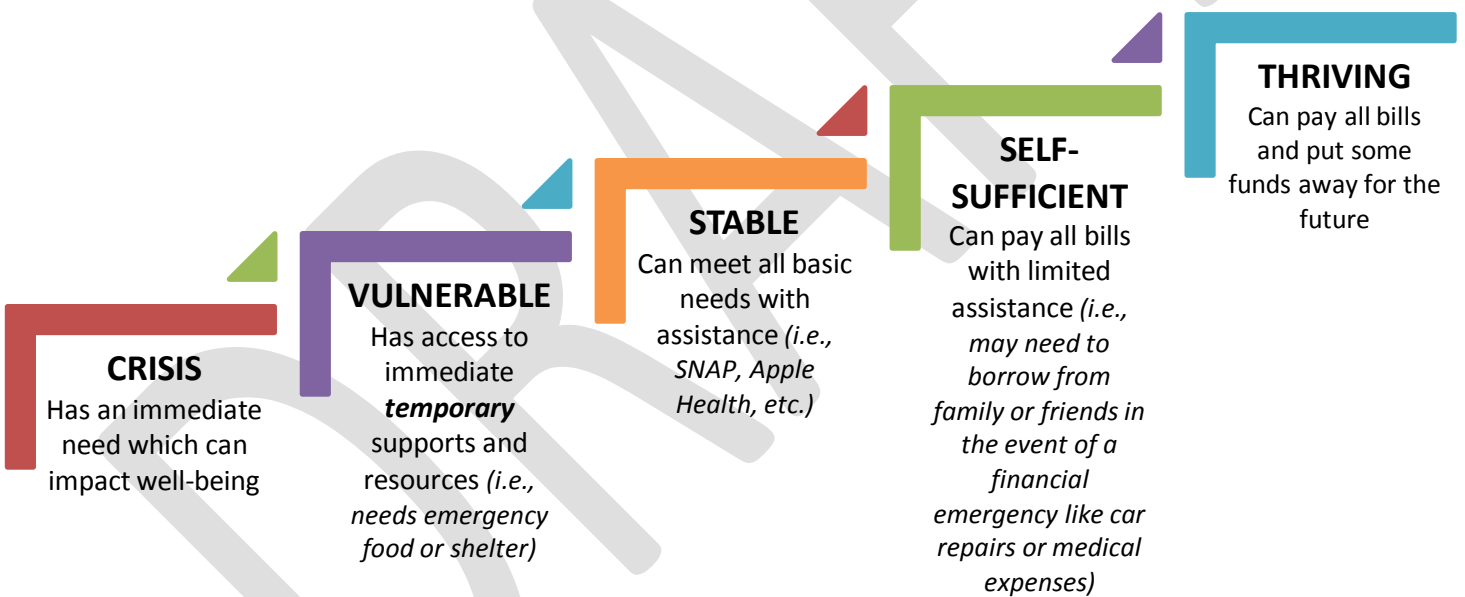 CRISIS
Has an immediate
need which can
impact well-being
VULNERABLE
Has access to
immediate
temporary
supports and
resources (i.e.,
needs emergency
food or shelter)
STABLE
Can meet all basic
needs with
assistance (i.e.,
SNAP, Apple
Health, etc.)
SELF-
SUFFICIENT
Can pay all bills
with limited
assistance (i.e.,
may need to
borrow from
family or friends in
the event of a
financial
emergency like car
repairs or medical
expenses)
THRIVING
Can pay all bills
and put some
funds away for the
future